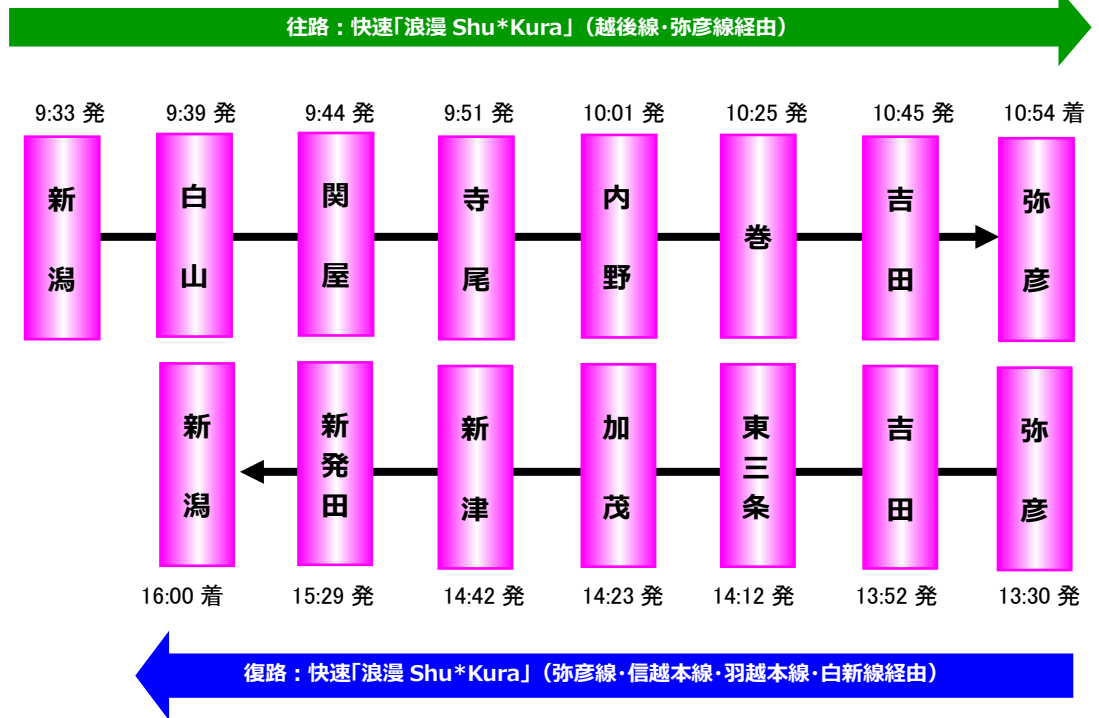 往路：快速「浪漫 Shu*Kura」（越後線・弥彦線経由）
9:33 発 9:39 発 9:44 発 9:51 発 10:01 発 10:25 発 10:45 発 10:54 着
新潟 白山 関屋 寺尾 内野 巻 吉田 弥彦
新潟 新発田 新津 加茂 東三条 吉田 弥彦
16:00 着 15:29 発 14:42 発 14:23 発 14:12 発 13:52 発 13:30 発
復路：快速「浪漫 Shu*Kura」（弥彦線・信越本線・羽越本線・白新線経由）